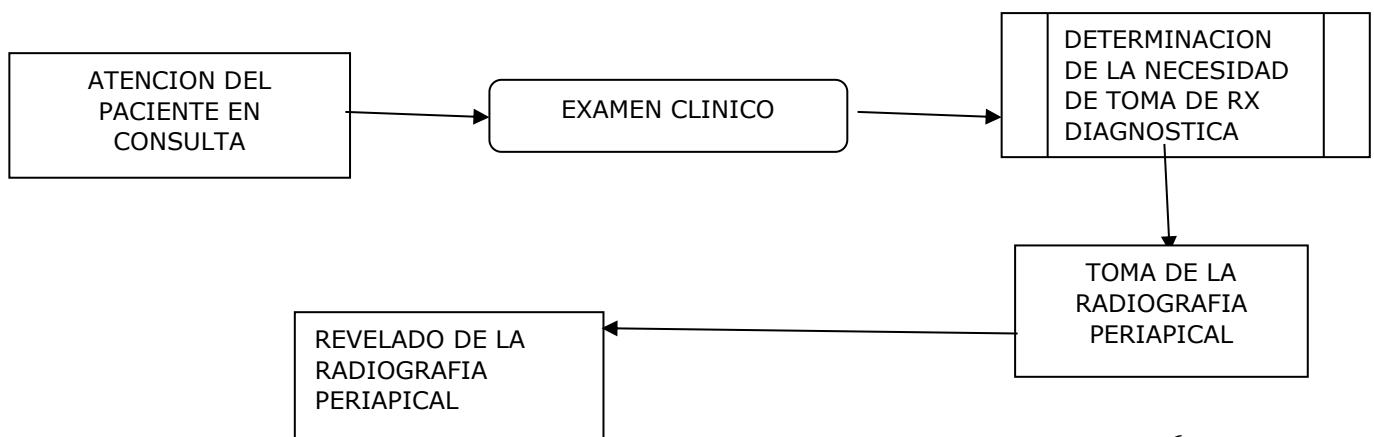 ATENCION DEL
PACIENTE EN
CONSULTA
EXAMEN CLINICO
DETERMINACION
DE LA NECESIDAD
DE TOMA DE RX
DIAGNOSTICA
TOMA DE LA
RADIOGRAFIA
PERIAPICAL
REVELADO DE LA
RADIOGRAFIA
PERIAPICAL